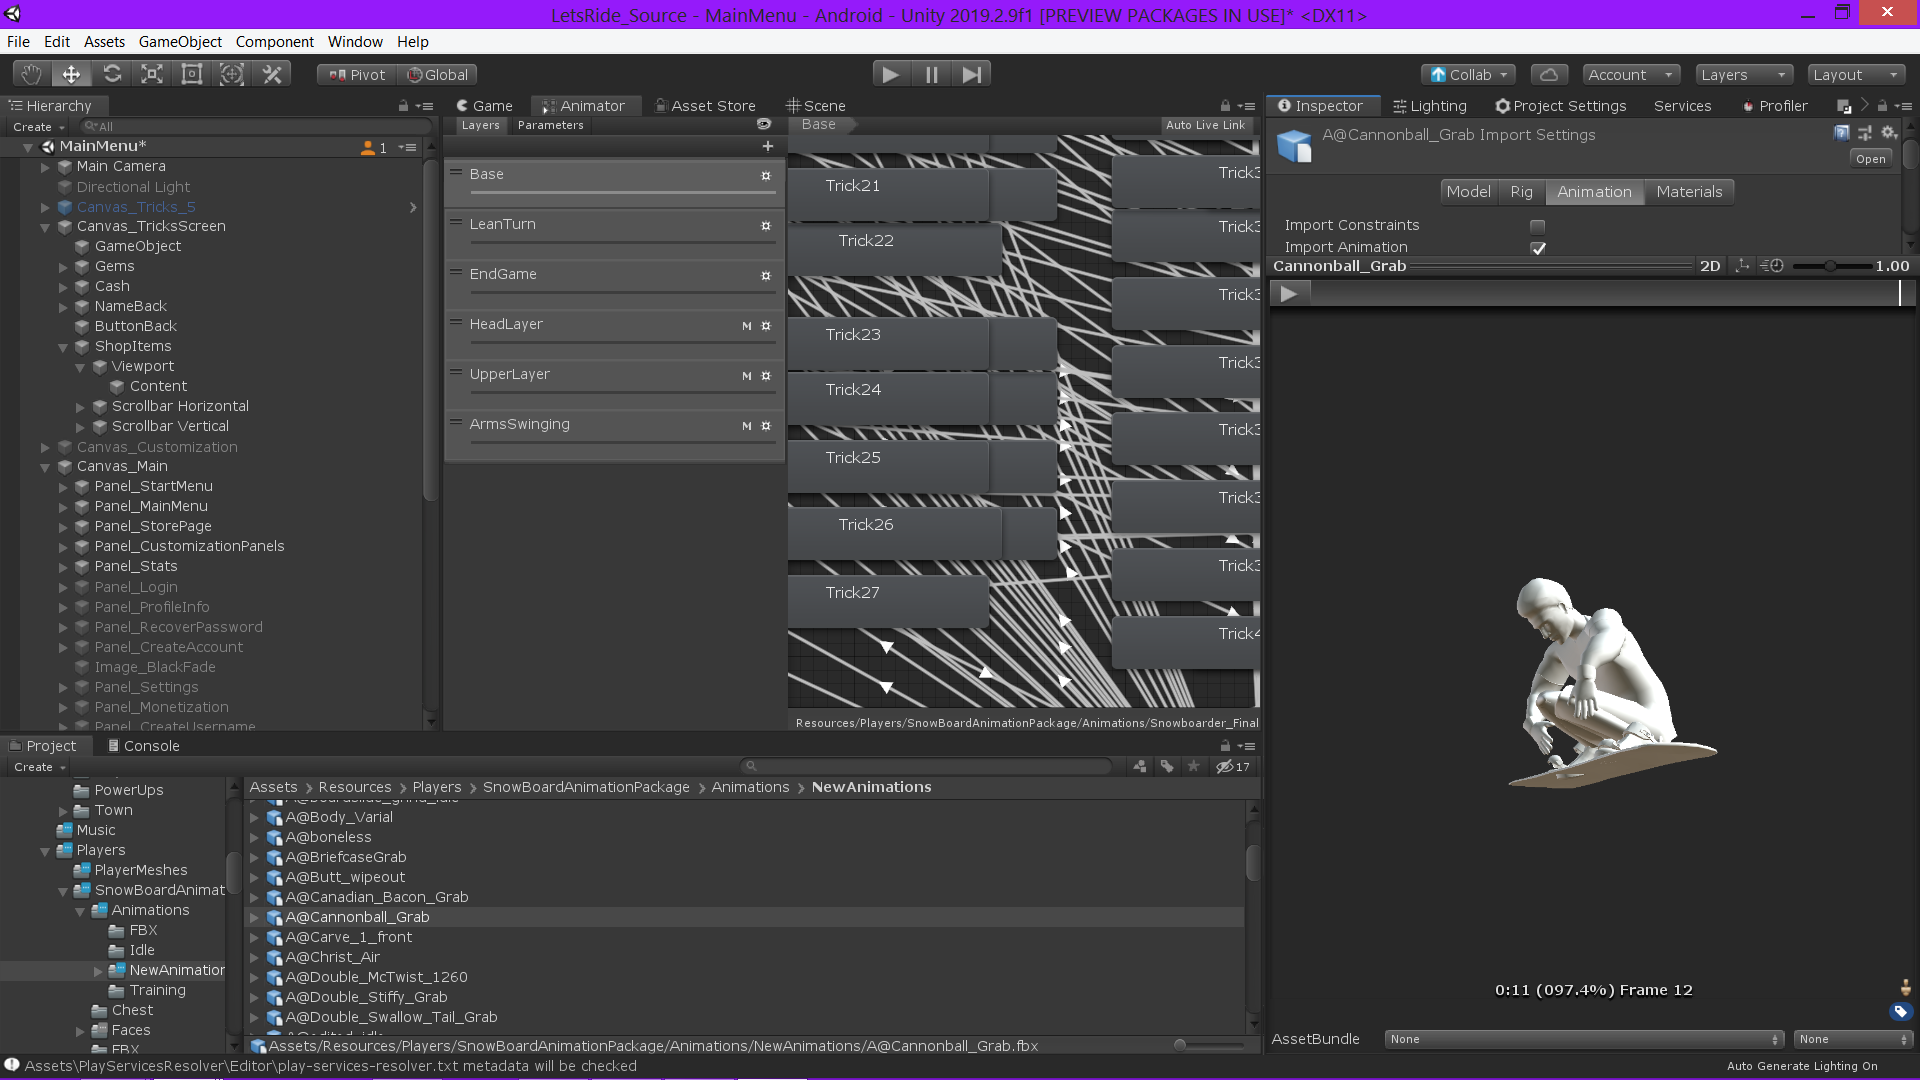 LetsRide_Source - MainMenu - Android - Unity 2019.2.9f1 [PREVIEW PACKAGES IN USE]* <DX11>
File Edit Assets GameObject Component Window Help
Pivot Global Collab Account Layers Layout
Hierarchy
Create All
MainMenu* 1
Main Camera
Directional Light
Canvas_Tricks_5
Canvas_TricksScreen
GameObject
Gems
Cash
NameBack
ButtonBack
ShopItems
Viewport
Content
Scrollbar Horizontal
Scrollbar Vertical
Canvas_Customization
Canvas_Main
Panel_StartMenu
Panel_MainMenu
Panel_StorePage
Panel_CustomizationPanels
Panel_Stats
Panel_Login
Panel_ProfileInfo
Panel_RecoverPassword
Panel_CreateAccount
Image_BlackFade
Panel_Settings
Panel_Monetization
Panel_CreateUsername
Game Animator Asset Store Scene
Layers Parameters
Base
LeanTurn
EndGame
HeadLayer M
UpperLayer M
ArmsSwinging M
Base Auto Live Link
Trick21
Trick22
Trick23
Trick24
Trick25
Trick26
Trick27
Trick3
Trick3
Trick3
Trick3
Trick3
Trick3
Trick3
Trick4
Resources/Players/SnowBoardAnimationPackage/Animations/Snowboarder_Final
Inspector Lighting Project Settings Services Profiler
A@Cannonball_Grab Import Settings
Open
Model Rig Animation Materials
Import Constraints
Import Animation
Cannonball_Grab 2D 1.00
0:11 (097.4%) Frame 12
AssetBundle None None
Project Console
Create 17
PowerUps
Town
Music
Players
PlayerMeshes
SnowBoardAnimat
Animations
FBX
Idle
NewAnimation
Training
Chest
Faces
FBX
Assets Resources Players SnowBoardAnimationPackage Animations NewAnimations
A@Boardslide_grind_idle
A@Body_Varial
A@boneless
A@BriefcaseGrab
A@Butt_wipeout
A@Canadian_Bacon_Grab
A@Cannonball_Grab
A@Carve_1_front
A@Christ_Air
A@Double_McTwist_1260
A@Double_Stiffy_Grab
A@Double_Swallow_Tail_Grab
A@edited_idle
Assets/Resources/Players/SnowBoardAnimationPackage/Animations/NewAnimations/A@Cannonball_Grab.fbx
Assets\PlayServicesResolver\Editor\play-services-resolver.txt metadata will be checked
Auto Generate Lighting On